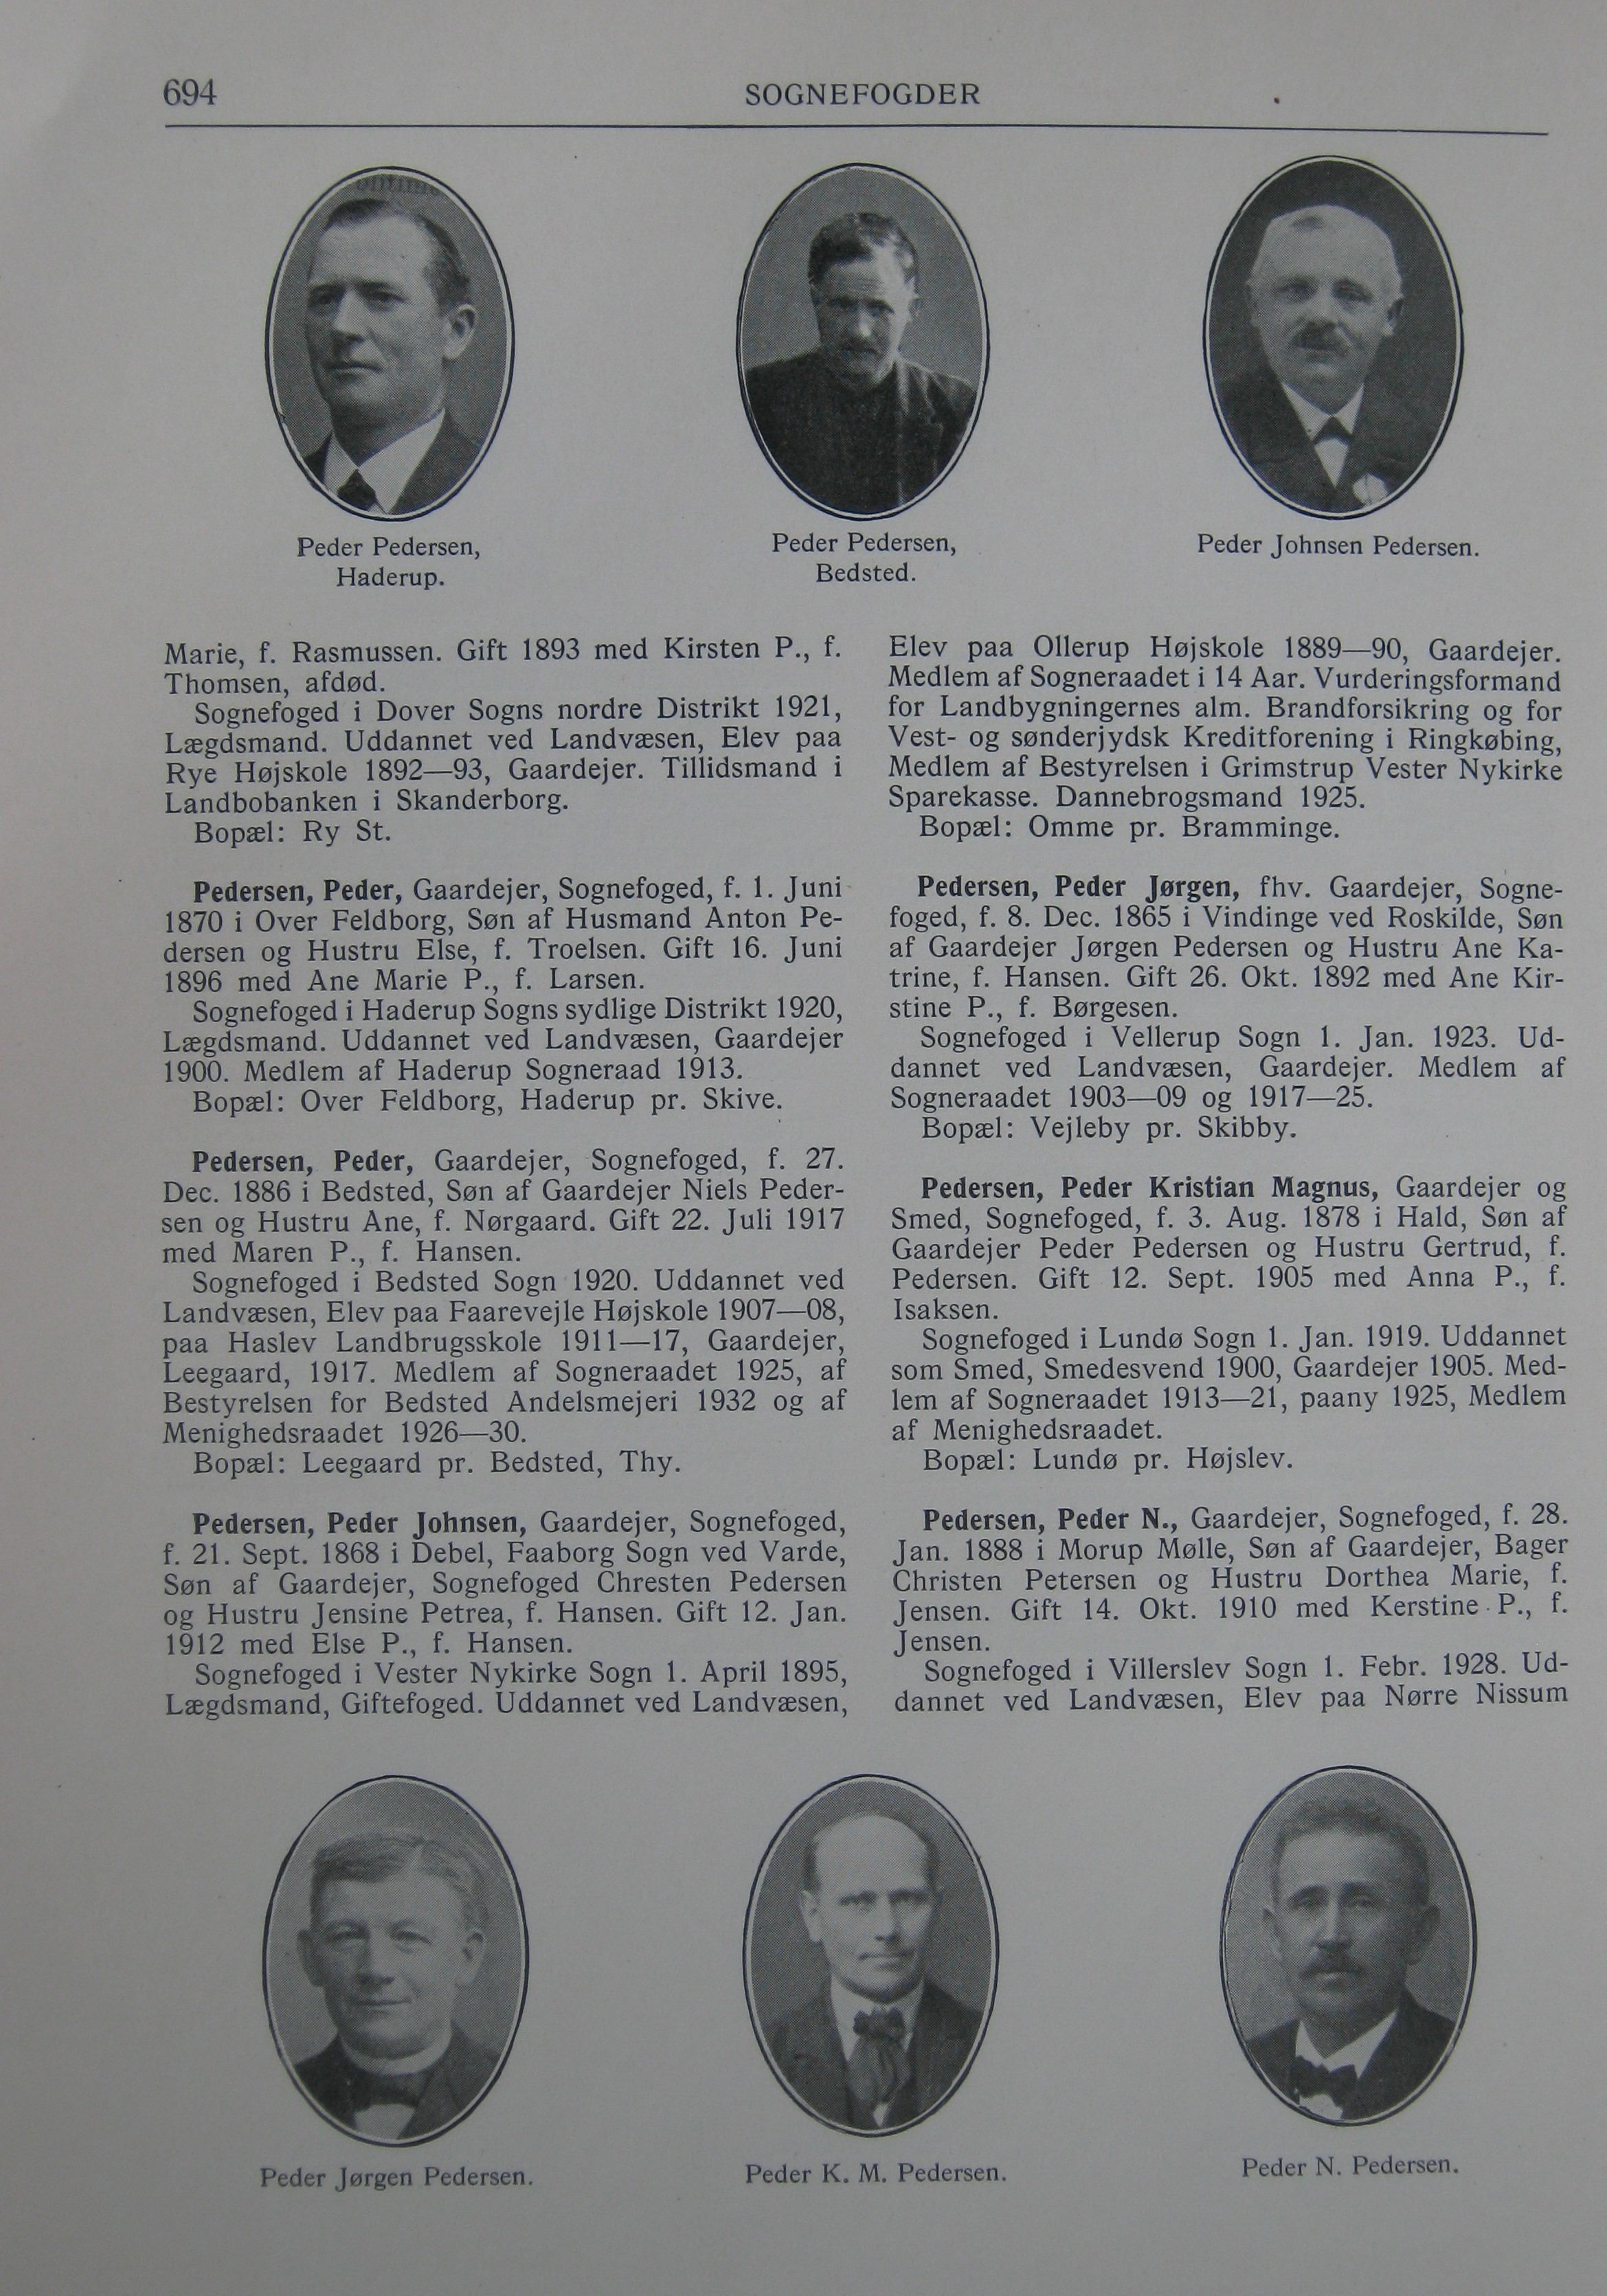 694
SOGNEFOGDER
Peder Pedersen,
Haderup.
Peder Pedersen,
Bedsted.
Peder Johnsen Pedersen.
Marie, f. Rasmussen. Gift 1893 med Kirsten P., f.
Thomsen, afdød.
Sognefoged i Dover Sogns nordre Distrikt 1921,
Lægdsmand. Uddannet ved Landvæsen, Elev paa
Rye Højskole 1892—93, Gaardejer. Tillidsmand i
Landbobanken i Skanderborg.
Bopæl: Ry St.
Pedersen, Peder, Gaardejer, Sognefoged, f. 1. Juni
1870 i Over Feldborg, Søn af Husmand Anton Pe-
dersen og Hustru Else, f. Troelsen. Gift 16. Juni
1896 med Ane Marie P., f. Larsen.
Sognefoged i Haderup Sogns sydlige Distrikt 1920,
Lægdsmand. Uddannet ved Landvæsen, Gaardejer
1900. Medlem af Haderup Sogneraad 1913.
Bopæl: Over Feldborg, Haderup pr. Skive.
Pedersen, Peder, Gaardejer, Sognefoged, f. 27.
Dec. 1886 i Bedsted, Søn af Gaardejer Niels Peder-
sen og Hustru Ane, f. Nørgaard. Gift 22. Juli 1917
med Maren P., f. Hansen.
Sognefoged i Bedsted Sogn 1920. Uddannet ved
Landvæsen, Elev paa Faarevejle Højskole 1907—08,
paa Haslev Landbrugsskole 1911—17, Gaardejer,
Leegaard, 1917. Medlem af Sogneraadet 1925, af
Bestyrelsen for Bedsted Andelsmejeri 1932 og af
Menighedsraadet 1926—30.
Bopæl: Leegaard pr. Bedsted, Thy.
Pedersen, Peder Johnsen, Gaardejer, Sognefoged,
f. 21. Sept. 1868 i Debel, Faaborg Sogn ved Varde,
Søn af Gaardejer, Sognefoged Chresten Pedersen
og Hustru Jensine Petrea, f. Hansen. Gift 12. Jan.
1912 med Else P., f. Hansen.
Sognefoged i Vester Nykirke Sogn 1. April 1895,
Lægdsmand, Giftefoged. Uddannet ved Landvæsen,
Elev paa Ollerup Højskole 1889—90, Gaardejer.
Medlem af Sogneraadet i 14 Aar. Vurderingsformand
for Landbygningernes alm. Brandforsikring og for
Vest- og sønderjydsk Kreditforening i Ringkøbing,
Medlem af Bestyrelsen i Grimstrup Vester Nykirke
Sparekasse. Dannebrogsmand 1925.
Bopæl: Omme pr. Bramminge.
Pedersen, Peder Jørgen, fhv. Gaardejer, Sogne-
foged, f. 8. Dec. 1865 i Vindinge ved Roskilde, Søn
af Gaardejer Jørgen Pedersen og Hustru Ane Ka-
trine, f. Hansen. Gift 26. Okt. 1892 med Ane Kir-
stine P., f. Børgesen.
Sognefoged i Vellerup Sogn 1. Jan. 1923. Ud-
dannet ved Landvæsen, Gaardejer. Medlem af
Sogneraadet 1903—09 og 1917—25.
Bopæl: Vejleby pr. Skibby.
Pedersen, Peder Kristian Magnus, Gaardejer og
Smed, Sognefoged, f. 3. Aug. 1878 i Hald, Søn af
Gaardejer Peder Pedersen og Hustru Gertrud, f.
Pedersen. Gift 12. Sept. 1905 med Anna P., f.
Isaksen.
Sognefoged i Lundø Sogn 1. Jan. 1919. Uddannet
som Smed, Smedesvend 1900, Gaardejer 1905. Med-
lem af Sogneraadet 1913—21, paany 1925, Medlem
af Menighedsraadet.
Bopæl: Lundø pr. Højslev.
Pedersen, Peder N., Gaardejer, Sognefoged, f. 28.
Jan. 1888 i Morup Mølle, Søn af Gaardejer, Bager
Christen Petersen og Hustru Dorthea Marie, f.
Jensen. Gift 14. Okt. 1910 med Kerstine P., f.
Jensen.
Sognefoged i Villerslev Sogn 1. Febr. 1928. Ud-
dannet ved Landvæsen, Elev paa Nørre Nissum
Peder Jørgen Pedersen.
Peder K. M. Pedersen.
Peder N. Pedersen.